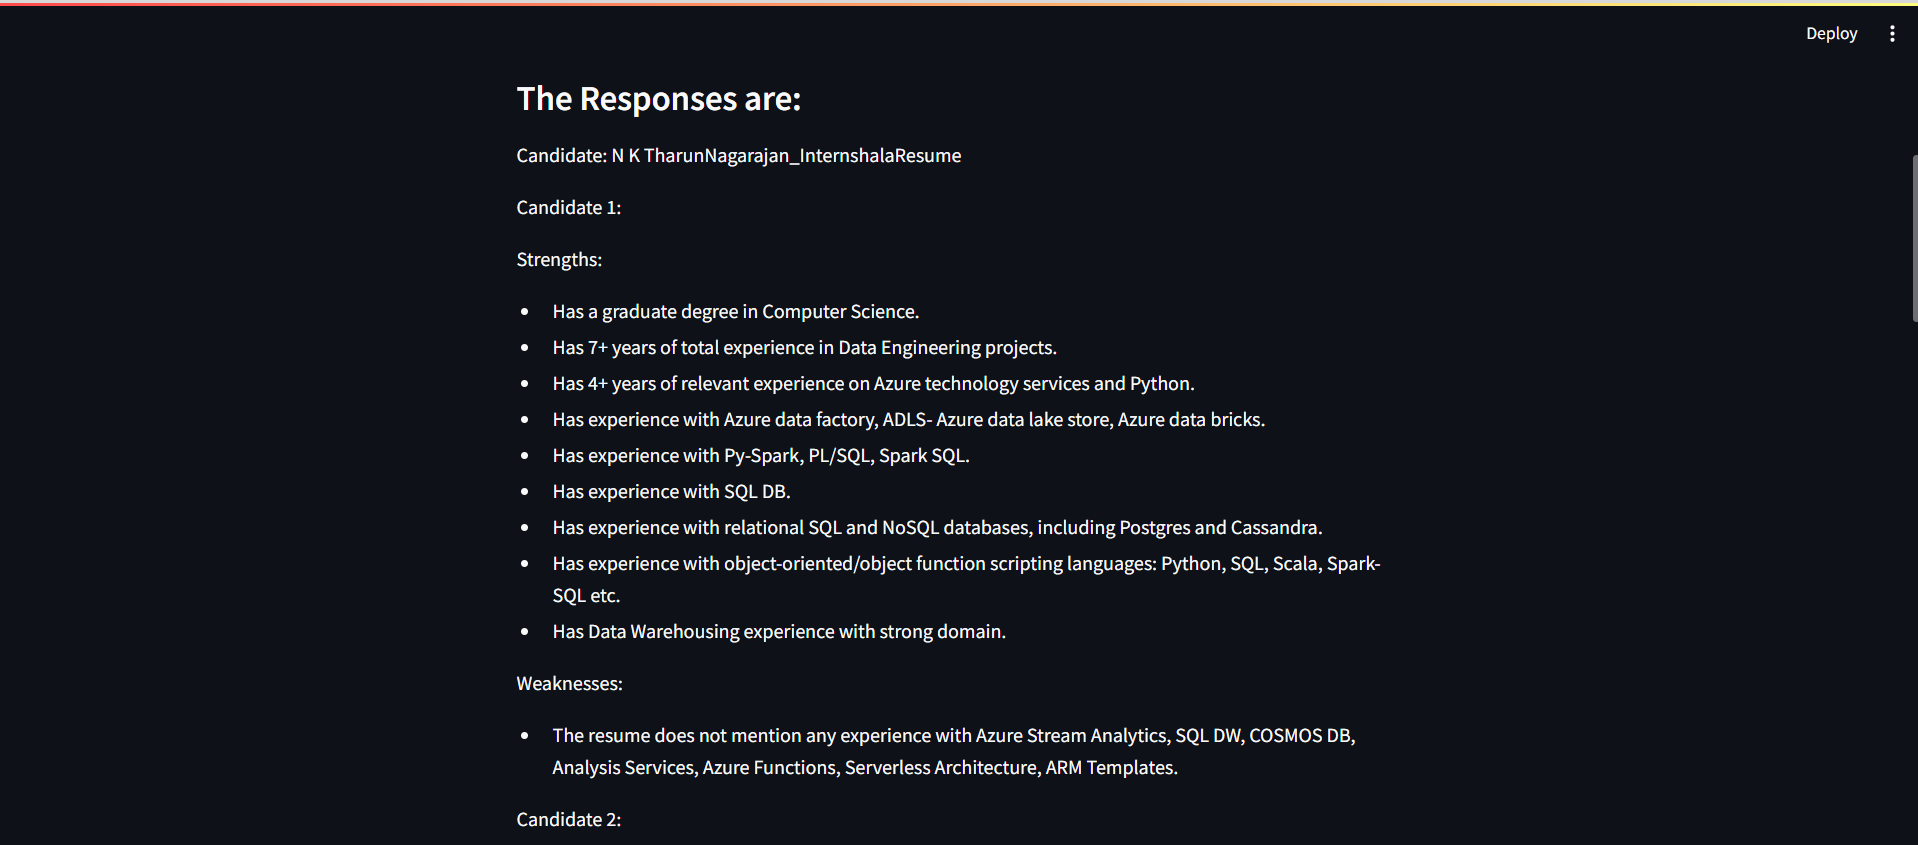 Deploy
The Responses are:
Candidate: N K TharunNagarajan_InternshalaResume
Candidate 1:
Strengths:
• Has a graduate degree in Computer Science.
• Has 7+ years of total experience in Data Engineering projects.
• Has 4+ years of relevant experience on Azure technology services and Python.
• Has experience with Azure data factory, ADLS- Azure data lake store, Azure data bricks.
• Has experience with Py-Spark, PL/SQL, Spark SQL.
• Has experience with SQL DB.
• Has experience with relational SQL and NoSQL databases, including Postgres and Cassandra.
• Has experience with object-oriented/object function scripting languages: Python, SQL, Scala, Spark-
SQL etc.
• Has Data Warehousing experience with strong domain.
Weaknesses:
• The resume does not mention any experience with Azure Stream Analytics, SQL DW, COSMOS DB,
Analysis Services, Azure Functions, Serverless Architecture, ARM Templates.
Candidate 2: